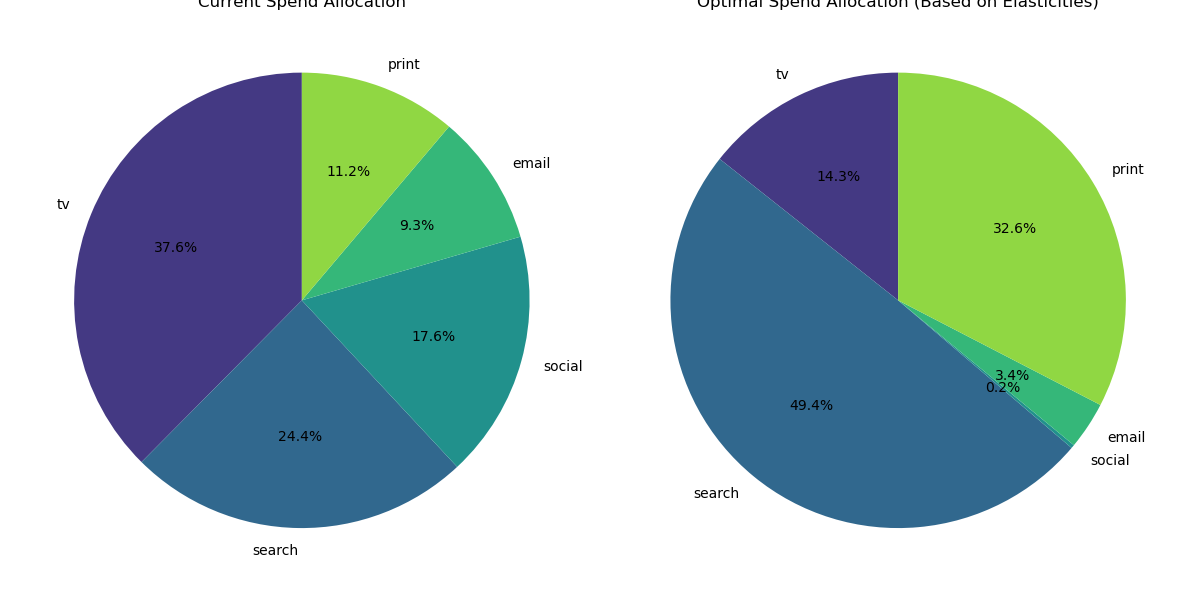 Current Spend Allocation
print
email
tv
11.2%
9.3%
37.6%
17.6%
social
24.4%
search
Optimal Spend Allocation (Based on Elasticities)
tv
print
14.3%
32.6%
3.4%
0.2%
49.4%
email
social
search